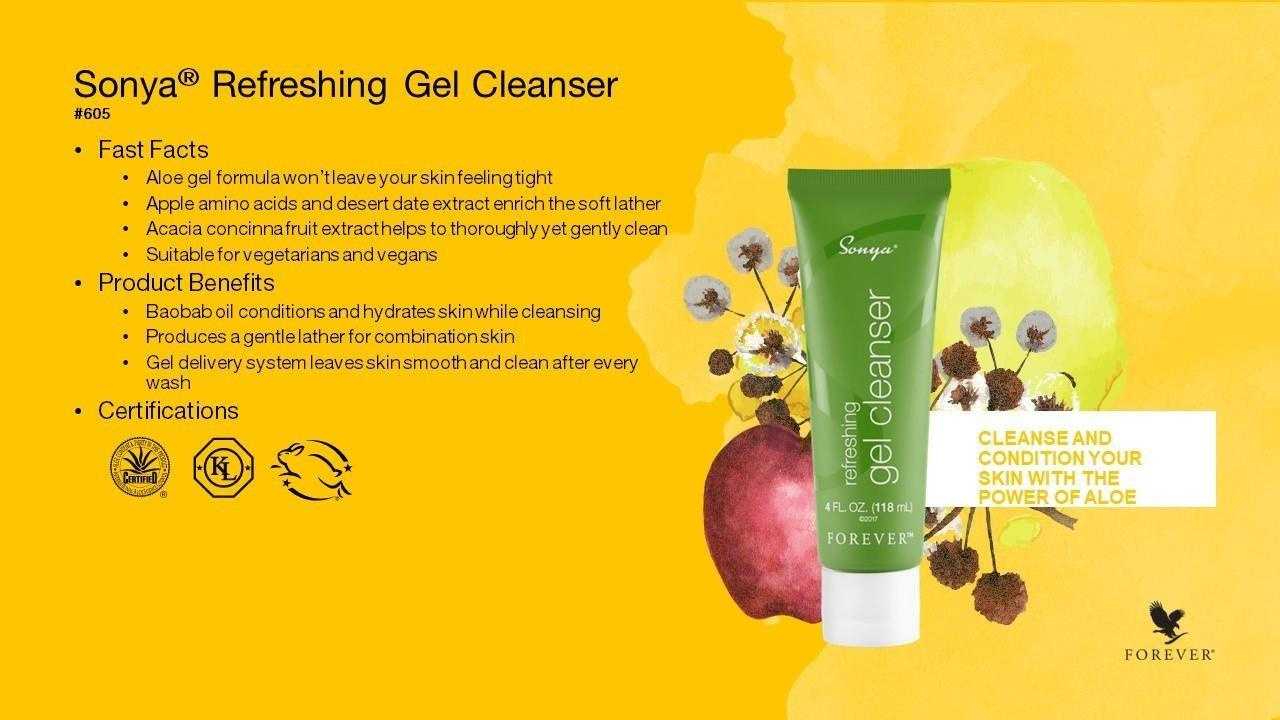 Sonya® Refreshing Gel Cleanser
#605
• Fast Facts
• Aloe gel formula won’t leave your skin feeling tight
• Apple amino acids and desert date extract enrich the soft lather
• Acacia concinna fruit extract helps to thoroughly yet gently clean
• Suitable for vegetarians and vegans
• Product Benefits
• Baobab oil conditions and hydrates skin while cleansing
• Produces a gentle lather for combination skin
• Gel delivery system leaves skin smooth and clean after every
wash
• Certifications
CERTIFIED
®
KL
Sonya®
refreshing
gel cleanser
4 FL. OZ. (118 mL)
©2017
FOREVER™
CLEANSE AND
CONDITION YOUR
SKIN WITH THE
POWER OF ALOE
FOREVER®